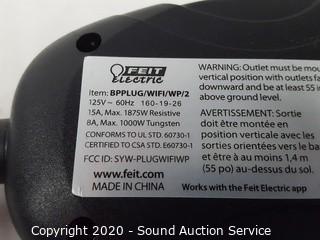 FEIT
ELECTRIC
Item: BPPLUG/WIFI/WP/2
125V~ 60Hz 160-19-26
15A, Max. 1875W Resistive
8A, Max. 1000W Tungsten
CONFORMS TO UL STD. 60730-1
CERTIFIED TO CSA STD. E60730-1
FCC ID: SYW-PLUGWIFIWP
www.feit.com
MADE IN CHINA
WARNING: Outlet must be mou
vertical position with outlets fa
downward and be at least 55 in
above ground level.
AVERTISSEMENT: Sortie
doit être montée en
position verticale avec les
sorties orientées vers le bas
et être à au moins 1,4 m
(55 po) au-dessus du sol.
Works with the Feit Electric app
Copyright © 2020 - Sound Auction Service